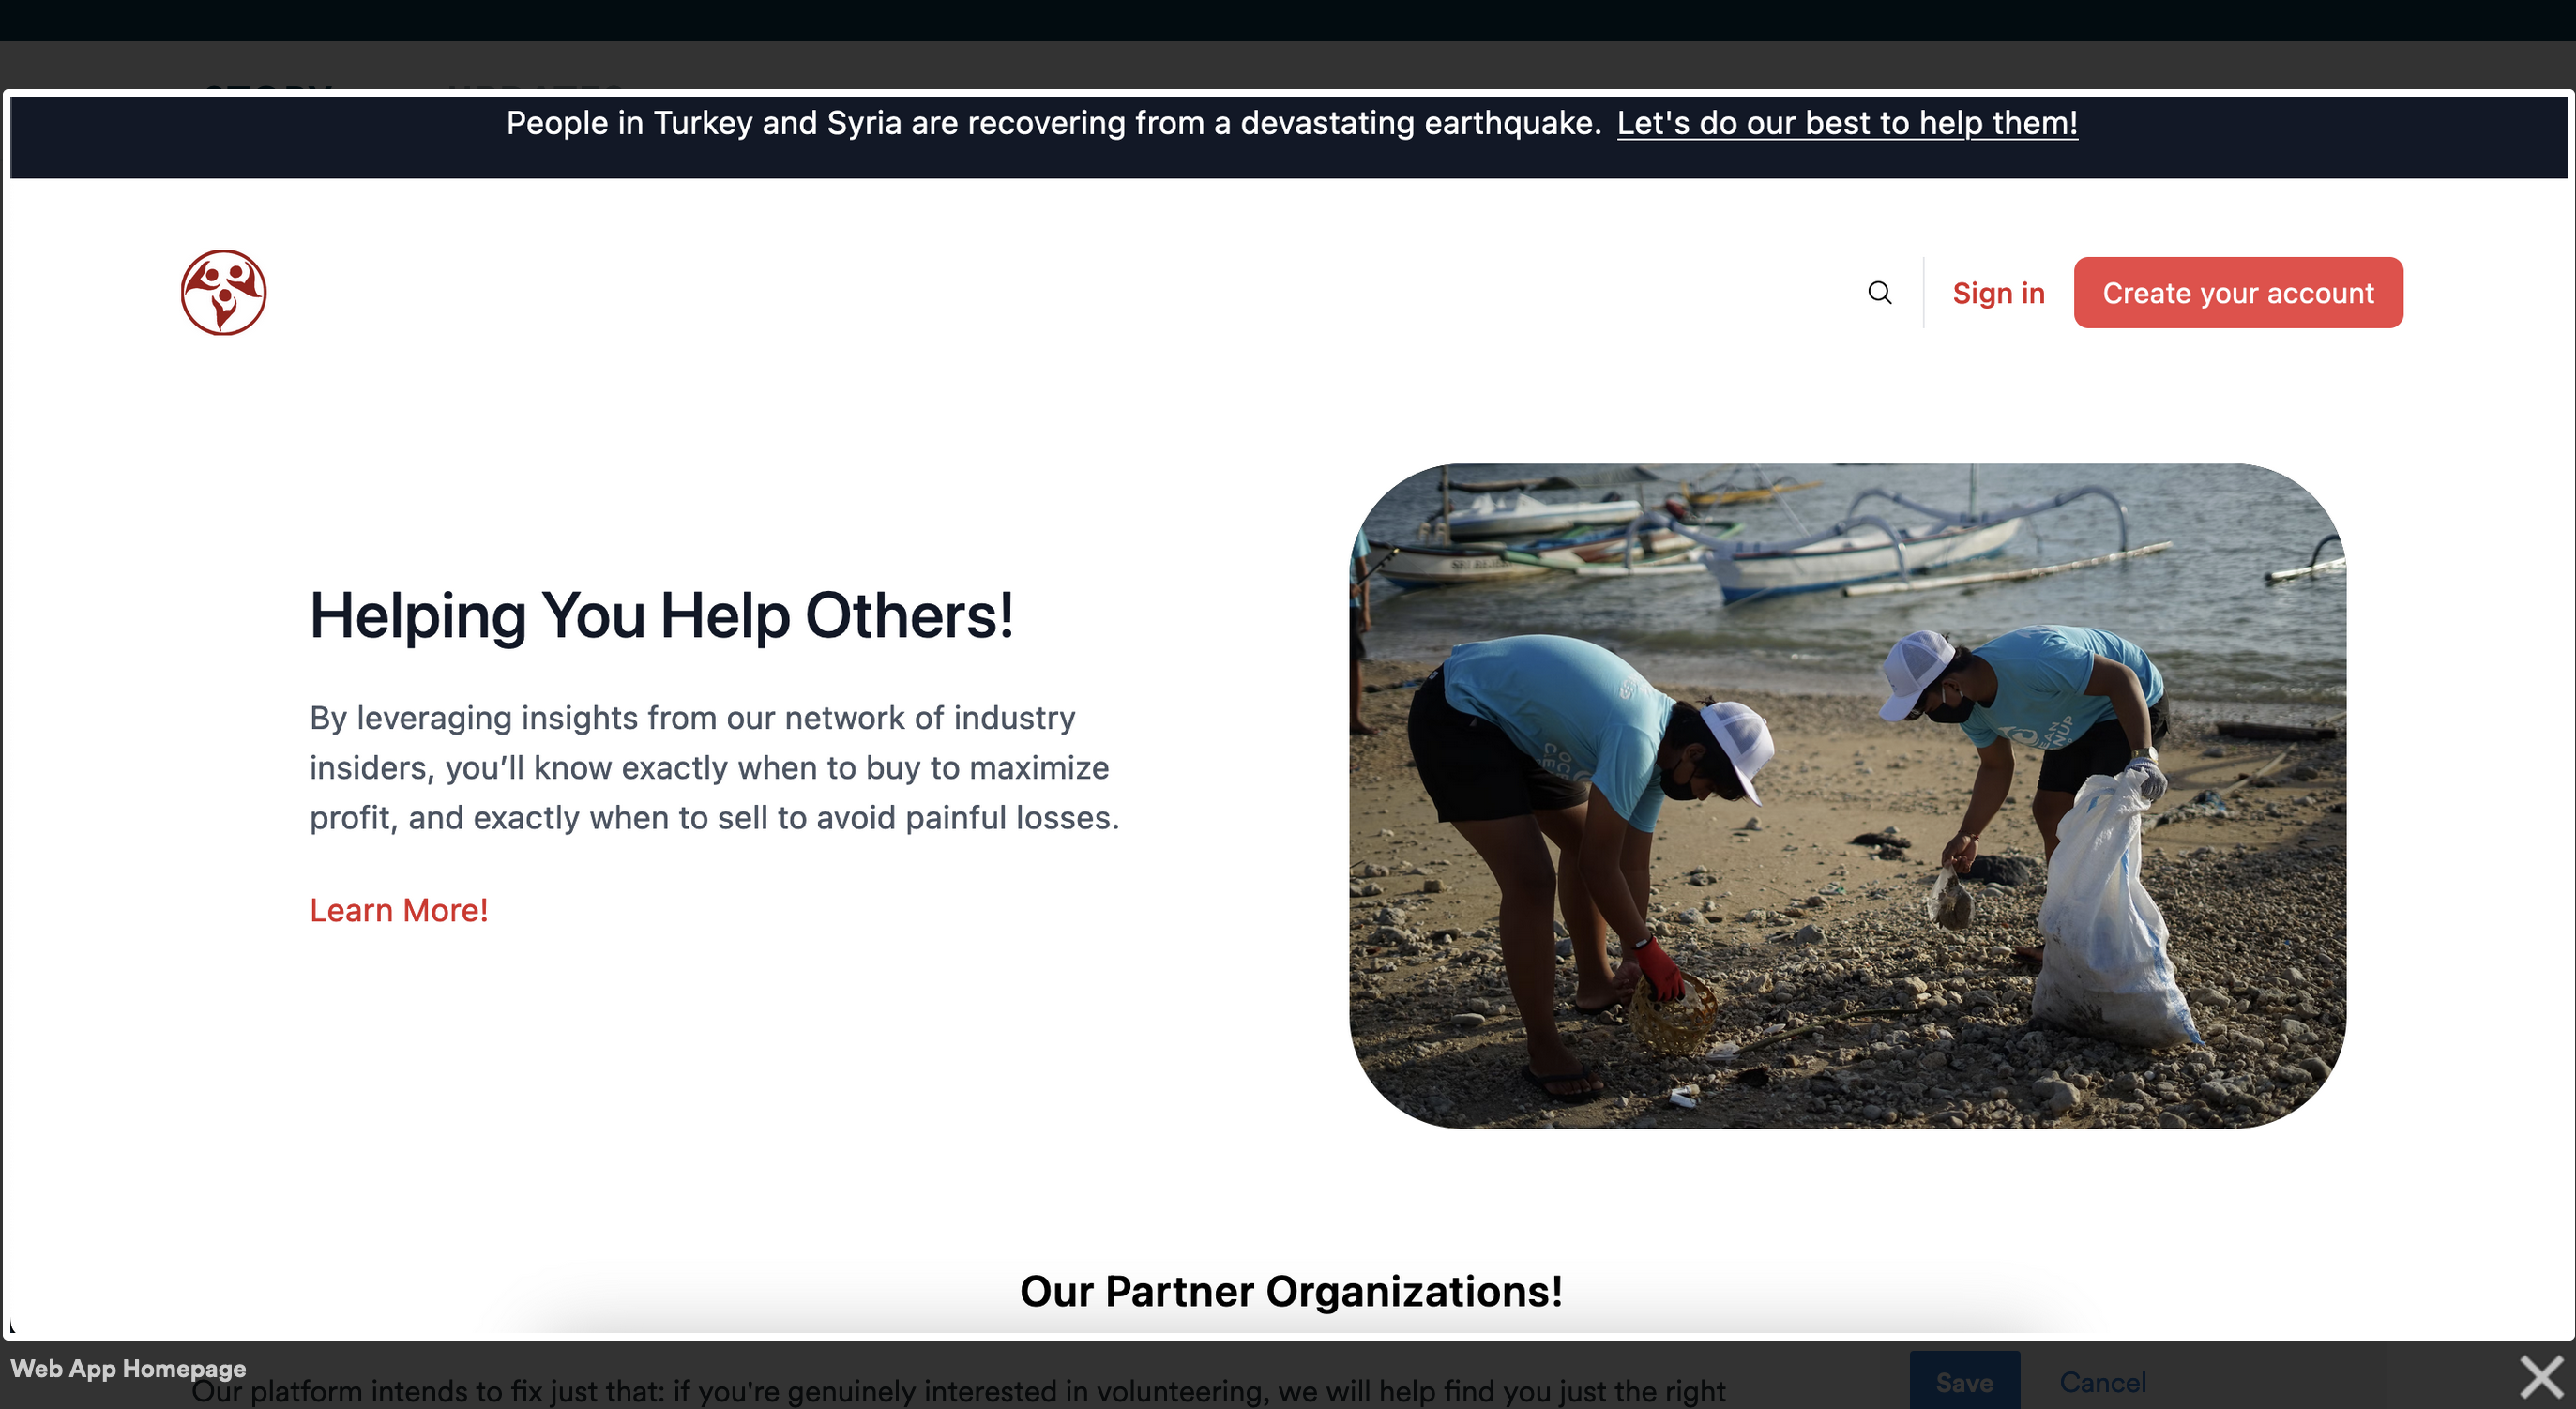 People in Turkey and Syria are recovering from a devastating earthquake. Let's do our best to help them!
Sign in
Create your account
Helping You Help Others!
By leveraging insights from our network of industry
insiders, you’ll know exactly when to buy to maximize
profit, and exactly when to sell to avoid painful losses.
Learn More!
Our Partner Organizations!
Web App Homepage
Our platform intends to fix just that: if you're genuinely interested in volunteering, we will help find you just the right
Save
Cancel